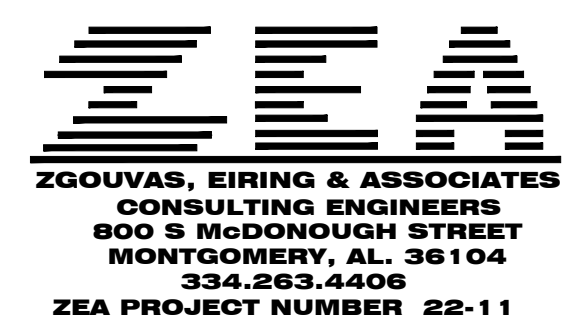 ZEA
ZGOUVAS, EIRING & ASSOCIATES
CONSULTING ENGINEERS
800 S McDONOUGH STREET
MONTGOMERY, AL. 36104
334.263.4406
ZEA PROJECT NUMBER 22-11